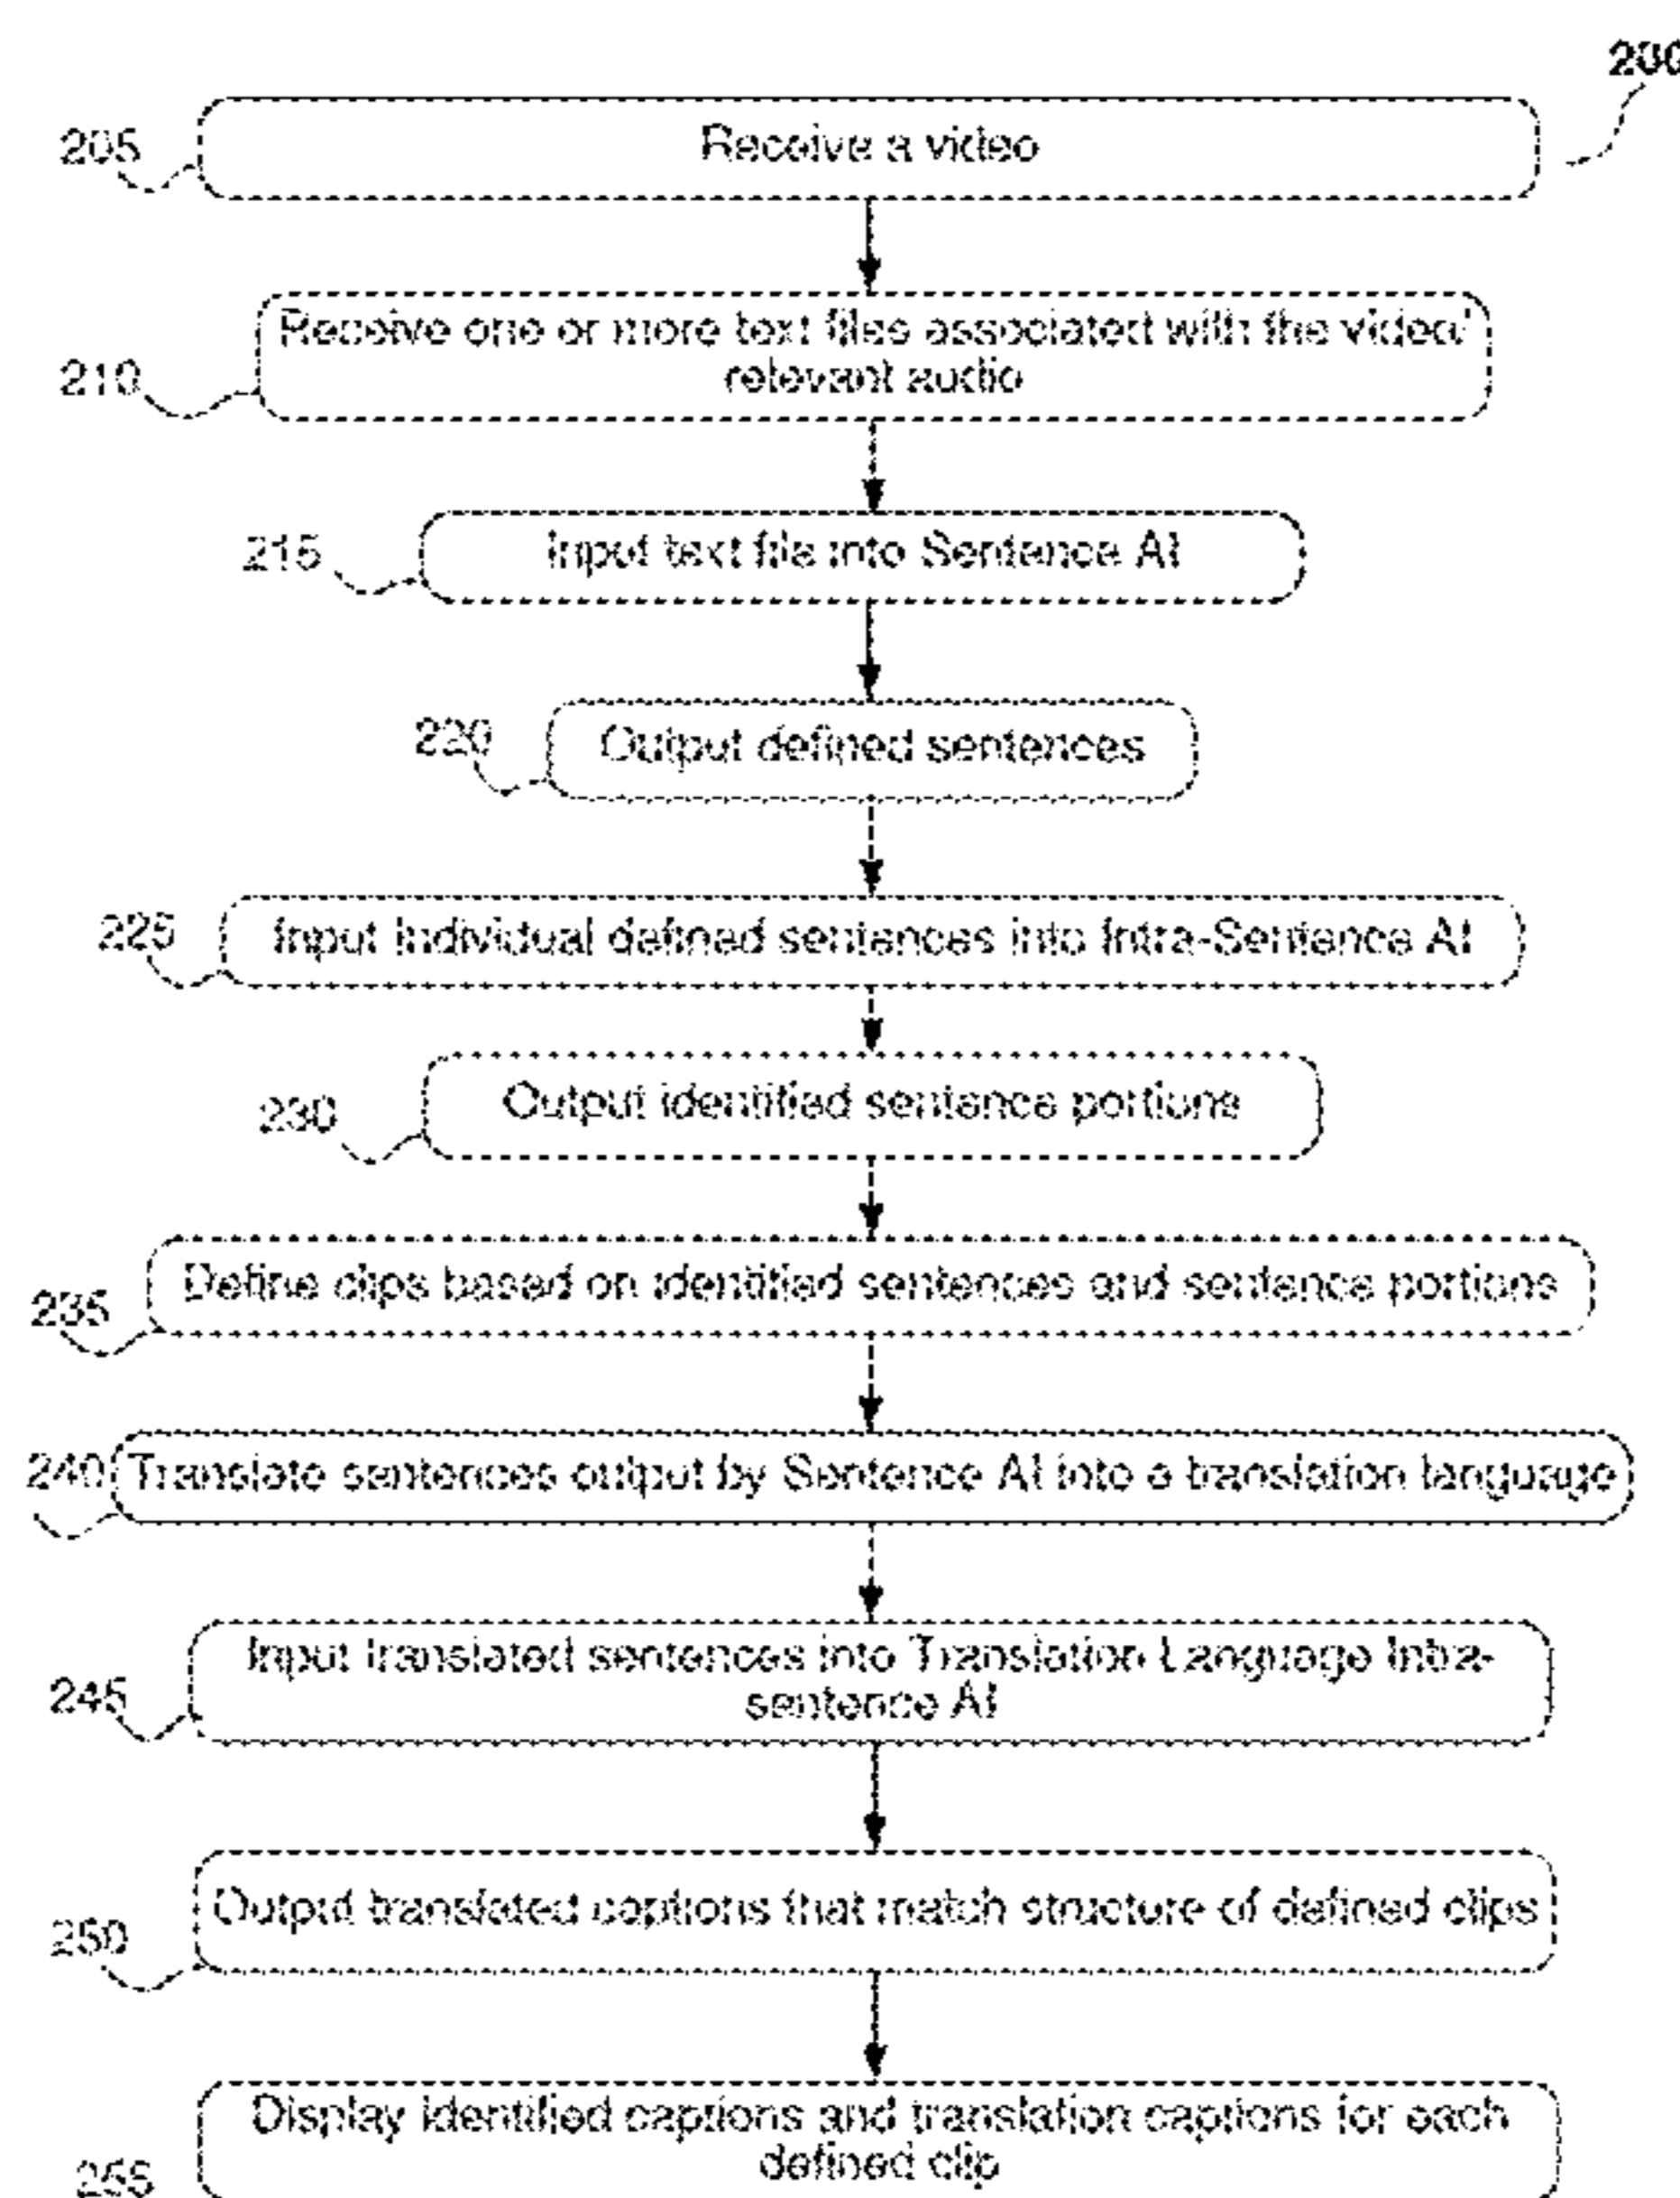 200
205
Receive a video
210
Receive one or more text files associated with the video/
relevant audio
215
Input text file into Sentence AI
220
Output defined sentences
225
Input individual defined sentences into Intra-Sentence AI
230
Output identified sentence portions
235
Define clips based on identified sentences and sentence portions
240
Translate sentences output by Sentence AI into a translation language
245
Input translated sentences into Translation Language Intra-
sentence AI
250
Output translated captions that match structure of defined clips
255
Display identified captions and translation captions for each
defined clip